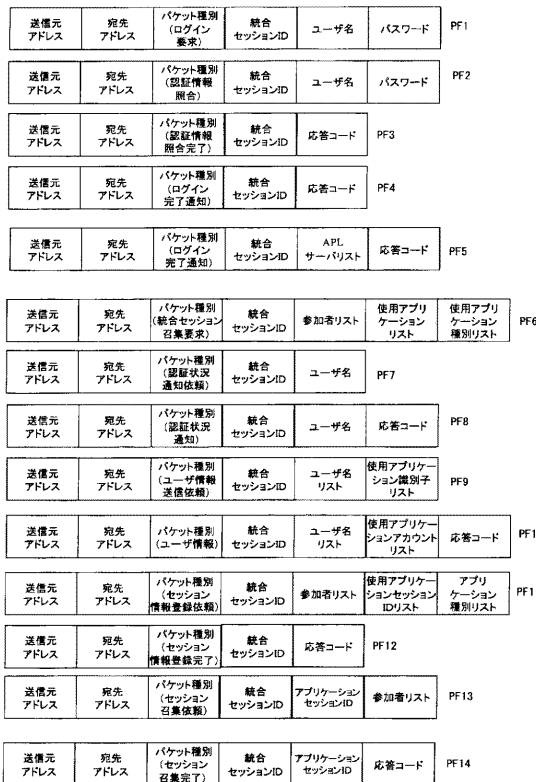 送信元
アドレス
宛先
アドレス
パケット種別
(ログイン
要求)
統合
セッションID
ユーザ名
パスワード
PF1
送信元
アドレス
宛先
アドレス
パケット種別
(認証情報
照合)
統合
セッションID
ユーザ名
パスワード
PF2
送信元
アドレス
宛先
アドレス
パケット種別
(認証情報
照合完了)
統合
セッションID
応答コード
PF3
送信元
アドレス
宛先
アドレス
パケット種別
(ログイン
完了通知)
統合
セッションID
応答コード
PF4
送信元
アドレス
宛先
アドレス
パケット種別
(ログイン
完了通知)
統合
セッションID
APL
サーバリスト
応答コード
PF5
送信元
アドレス
宛先
アドレス
パケット種別
(統合セッション
召集要求)
統合
セッションID
参加者リスト
使用アプリ
ケーション
リスト
使用アプリ
ケーション
種別リスト
PF6
送信元
アドレス
宛先
アドレス
パケット種別
(認証状況
通知依頼)
統合
セッションID
ユーザ名
PF7
送信元
アドレス
宛先
アドレス
パケット種別
(認証状況
通知)
統合
セッションID
ユーザ名
応答コード
PF8
送信元
アドレス
宛先
アドレス
パケット種別
(ユーザ情報
送信依頼)
統合
セッションID
ユーザ名
リスト
使用アプリケー
ション識別子
リスト
PF9
送信元
アドレス
宛先
アドレス
パケット種別
(ユーザ情報)
統合
セッションID
ユーザ名
リスト
使用アプリケー
ションアカウント
リスト
応答コード
PF1
送信元
アドレス
宛先
アドレス
パケット種別
(セッション
情報登録依頼)
統合
セッションID
参加者リスト
使用アプリケー
ションセッション
IDリスト
アプリ
ケーション
種別リスト
PF1
送信元
アドレス
宛先
アドレス
パケット種別
(セッション
情報登録完了)
統合
セッションID
応答コード
PF12
送信元
アドレス
宛先
アドレス
パケット種別
(セッション
召集依頼)
統合
セッションID
アプリケーション
セッションID
参加者リスト
PF13
送信元
アドレス
宛先
アドレス
パケット種別
(セッション
召集完了)
統合
セッションID
アプリケーション
セッションID
応答コード
PF14